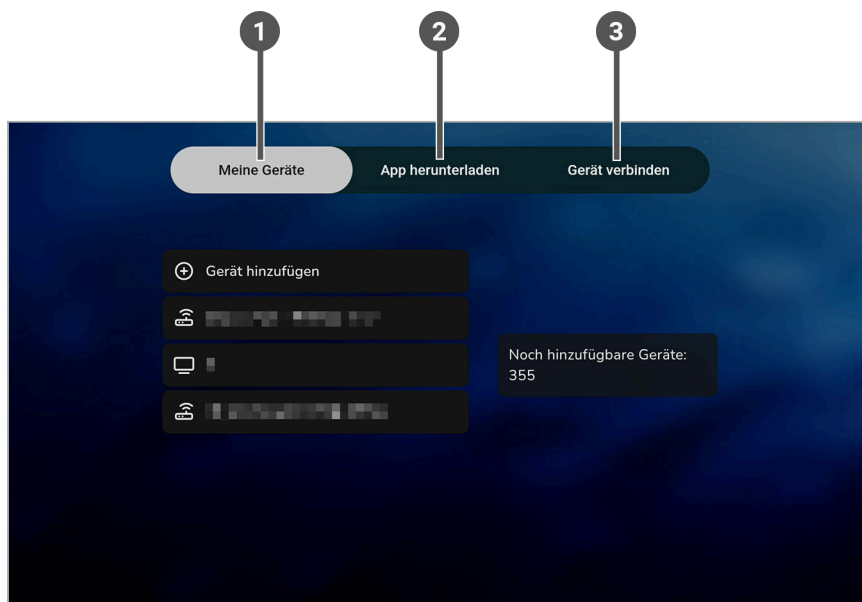 1 2 3
Meine Geräte App herunterladen Gerät verbinden
Gerät hinzufügen
Noch hinzufügbare Geräte:
355